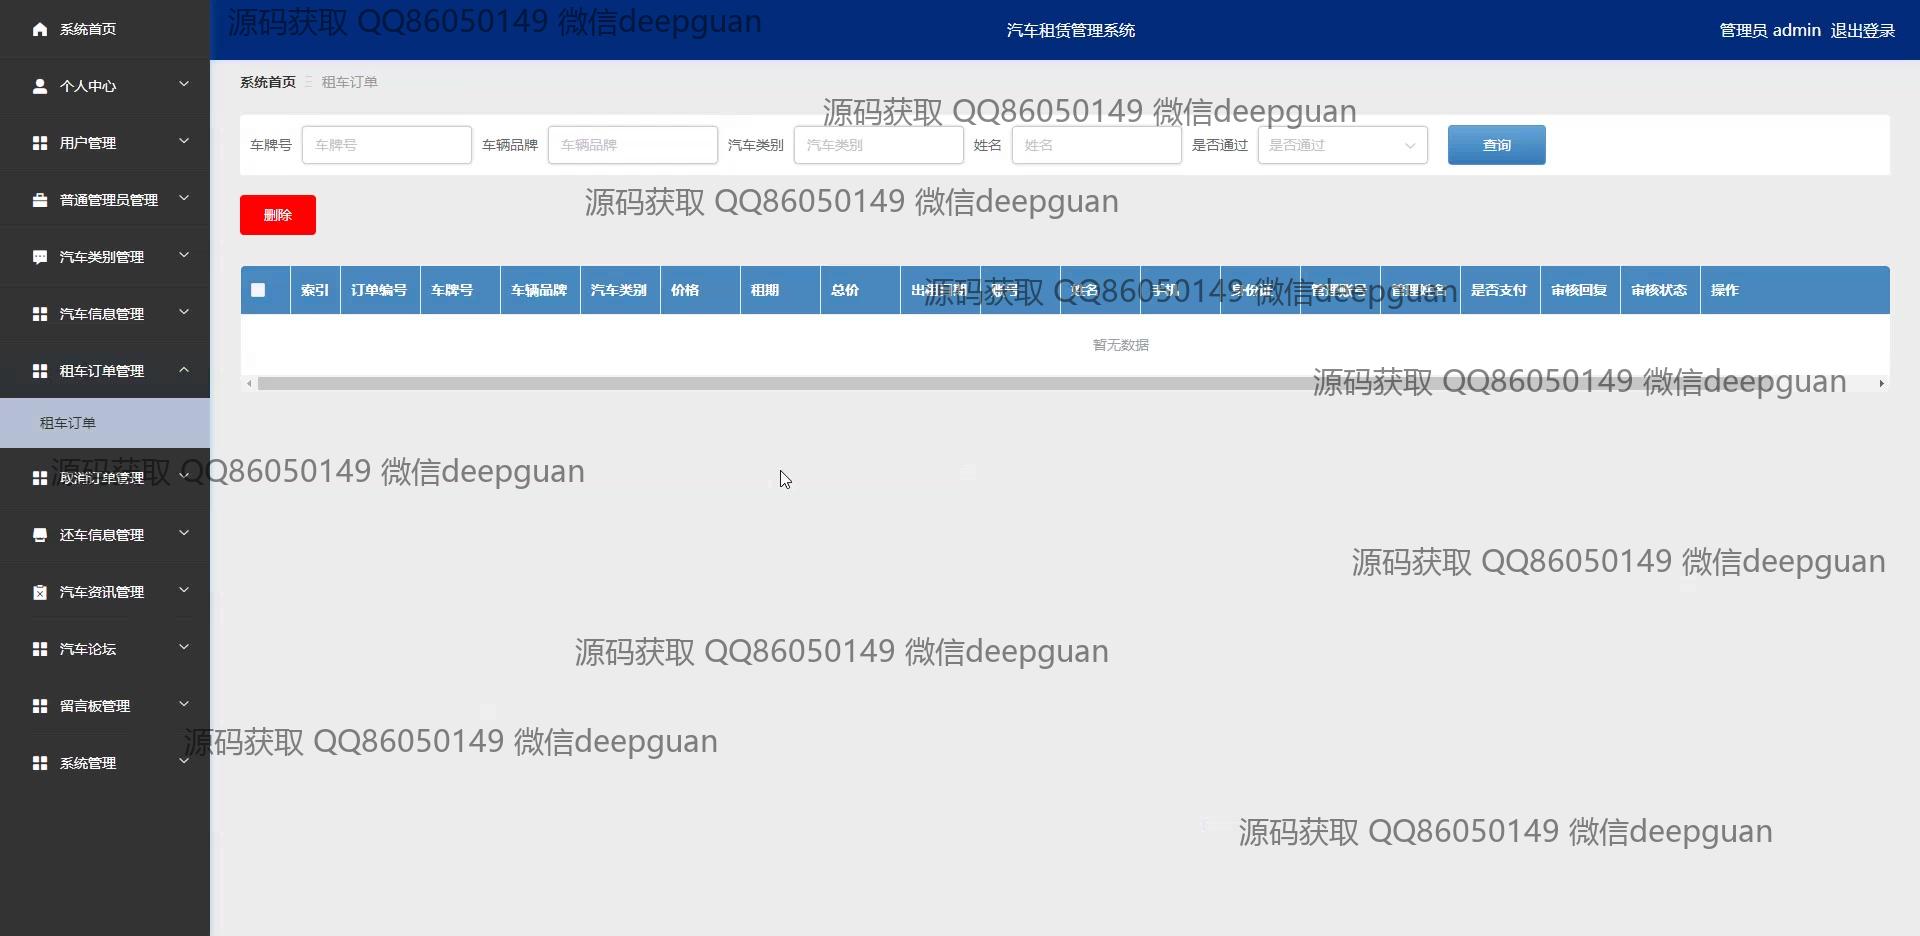 系统首页
个人中心
用户管理
普通管理员管理
汽车类别管理
汽车信息管理
租车订单管理
租车订单
取消订单管理
还车信息管理
汽车资讯管理
汽车论坛
留言板管理
系统管理
源码获取 QQ86050149 微信deepguan
汽车租赁管理系统
管理员 admin 退出登录
系统首页 租车订单
源码获取 QQ86050149 微信deepguan
车牌号 车牌号 车辆品牌 车辆品牌 汽车类别 汽车类别 姓名 姓名 是否通过 是否通过 查询
源码获取 QQ86050149 微信deepguan
删除
索引 订单编号 车牌号 车辆品牌 汽车类别 价格 租期 总价 出租日期 账号 姓名 手机 身份证 管理账号 管理姓名 是否支付 审核回复 审核状态 操作
源码获取 QQ86050149 微信deepguan
暂无数据
源码获取 QQ86050149 微信deepguan
源码获取 QQ86050149 微信deepguan
源码获取 QQ86050149 微信deepguan
源码获取 QQ86050149 微信deepguan
源码获取 QQ86050149 微信deepguan
源码获取 QQ86050149 微信deepguan